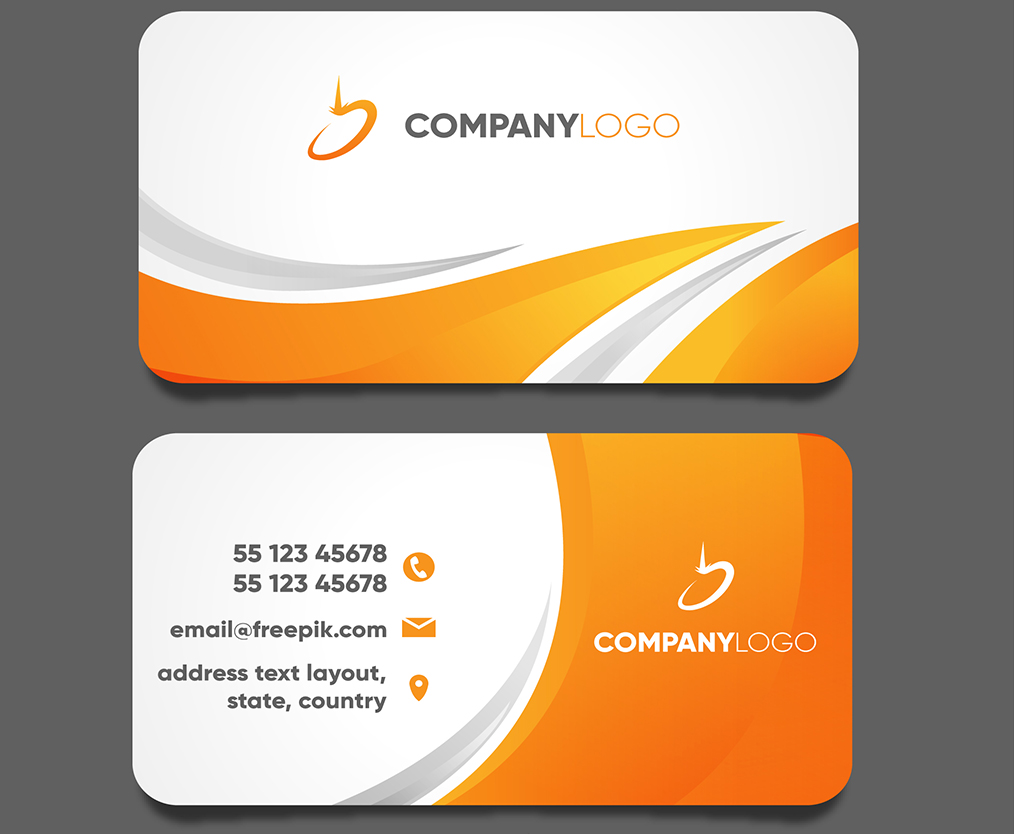 COMPANYLOGO
55 123 45678
55 123 45678
email@freepik.com
address text layout,
state, country
COMPANYLOGO